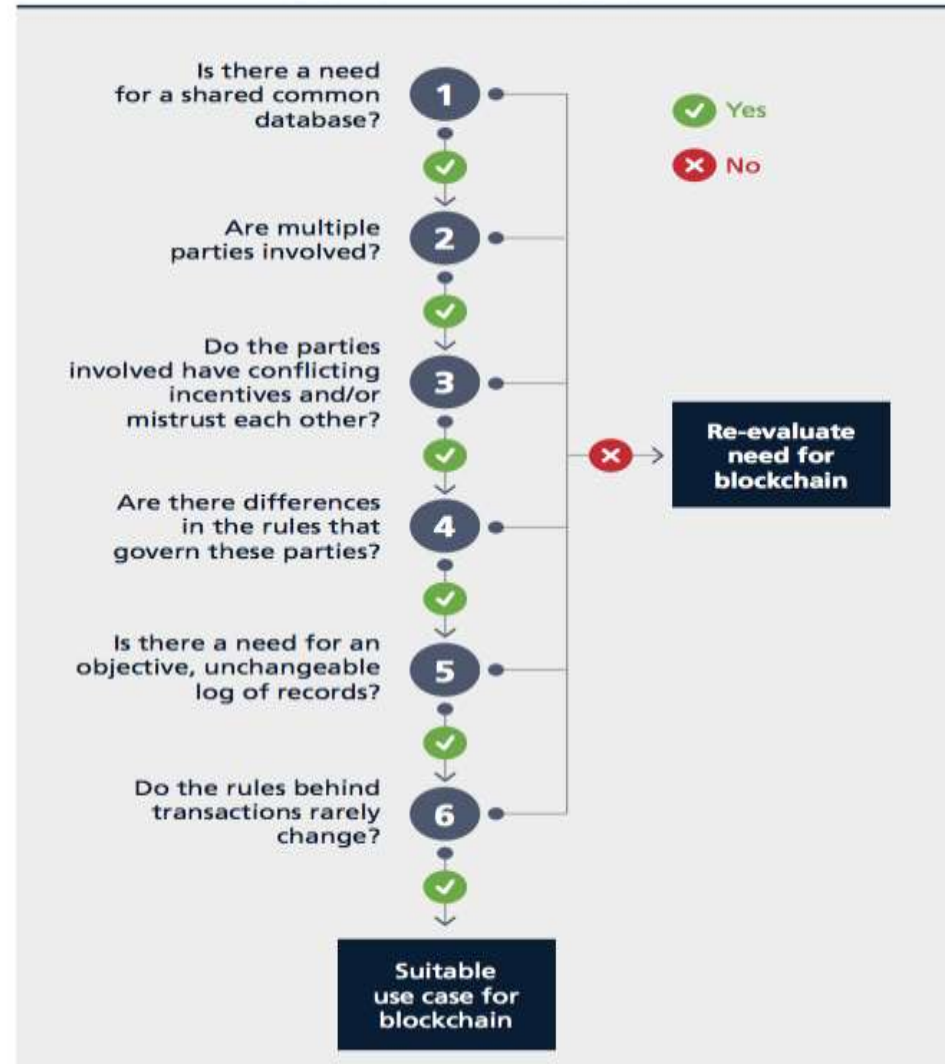 Is there a need
for a shared common
database?
1
Yes
No
Are multiple
parties involved?
2
Do the parties
involved have conflicting
incentives and/or
mistrust each other?
3
Re-evaluate
need for
blockchain
Are there differences
in the rules that
govern these parties?
4
Is there a need for an
objective, unchangeable
log of records?
5
Do the rules behind
transactions rarely
change?
6
Suitable
use case for
blockchain